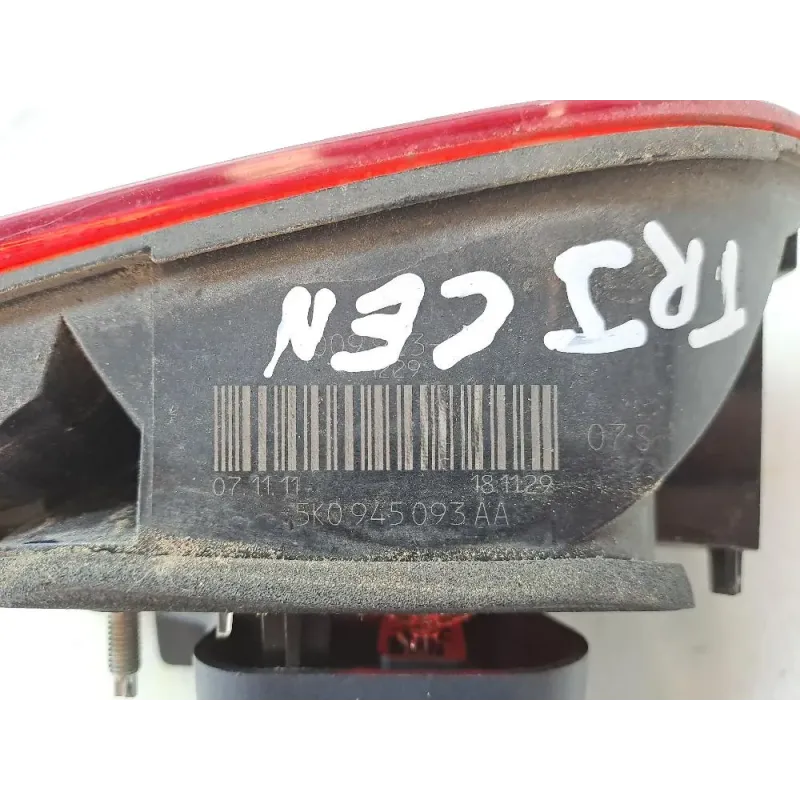 TRJ CEN
07.11.11 18.11:29
07-S
5K0 945 093 AA